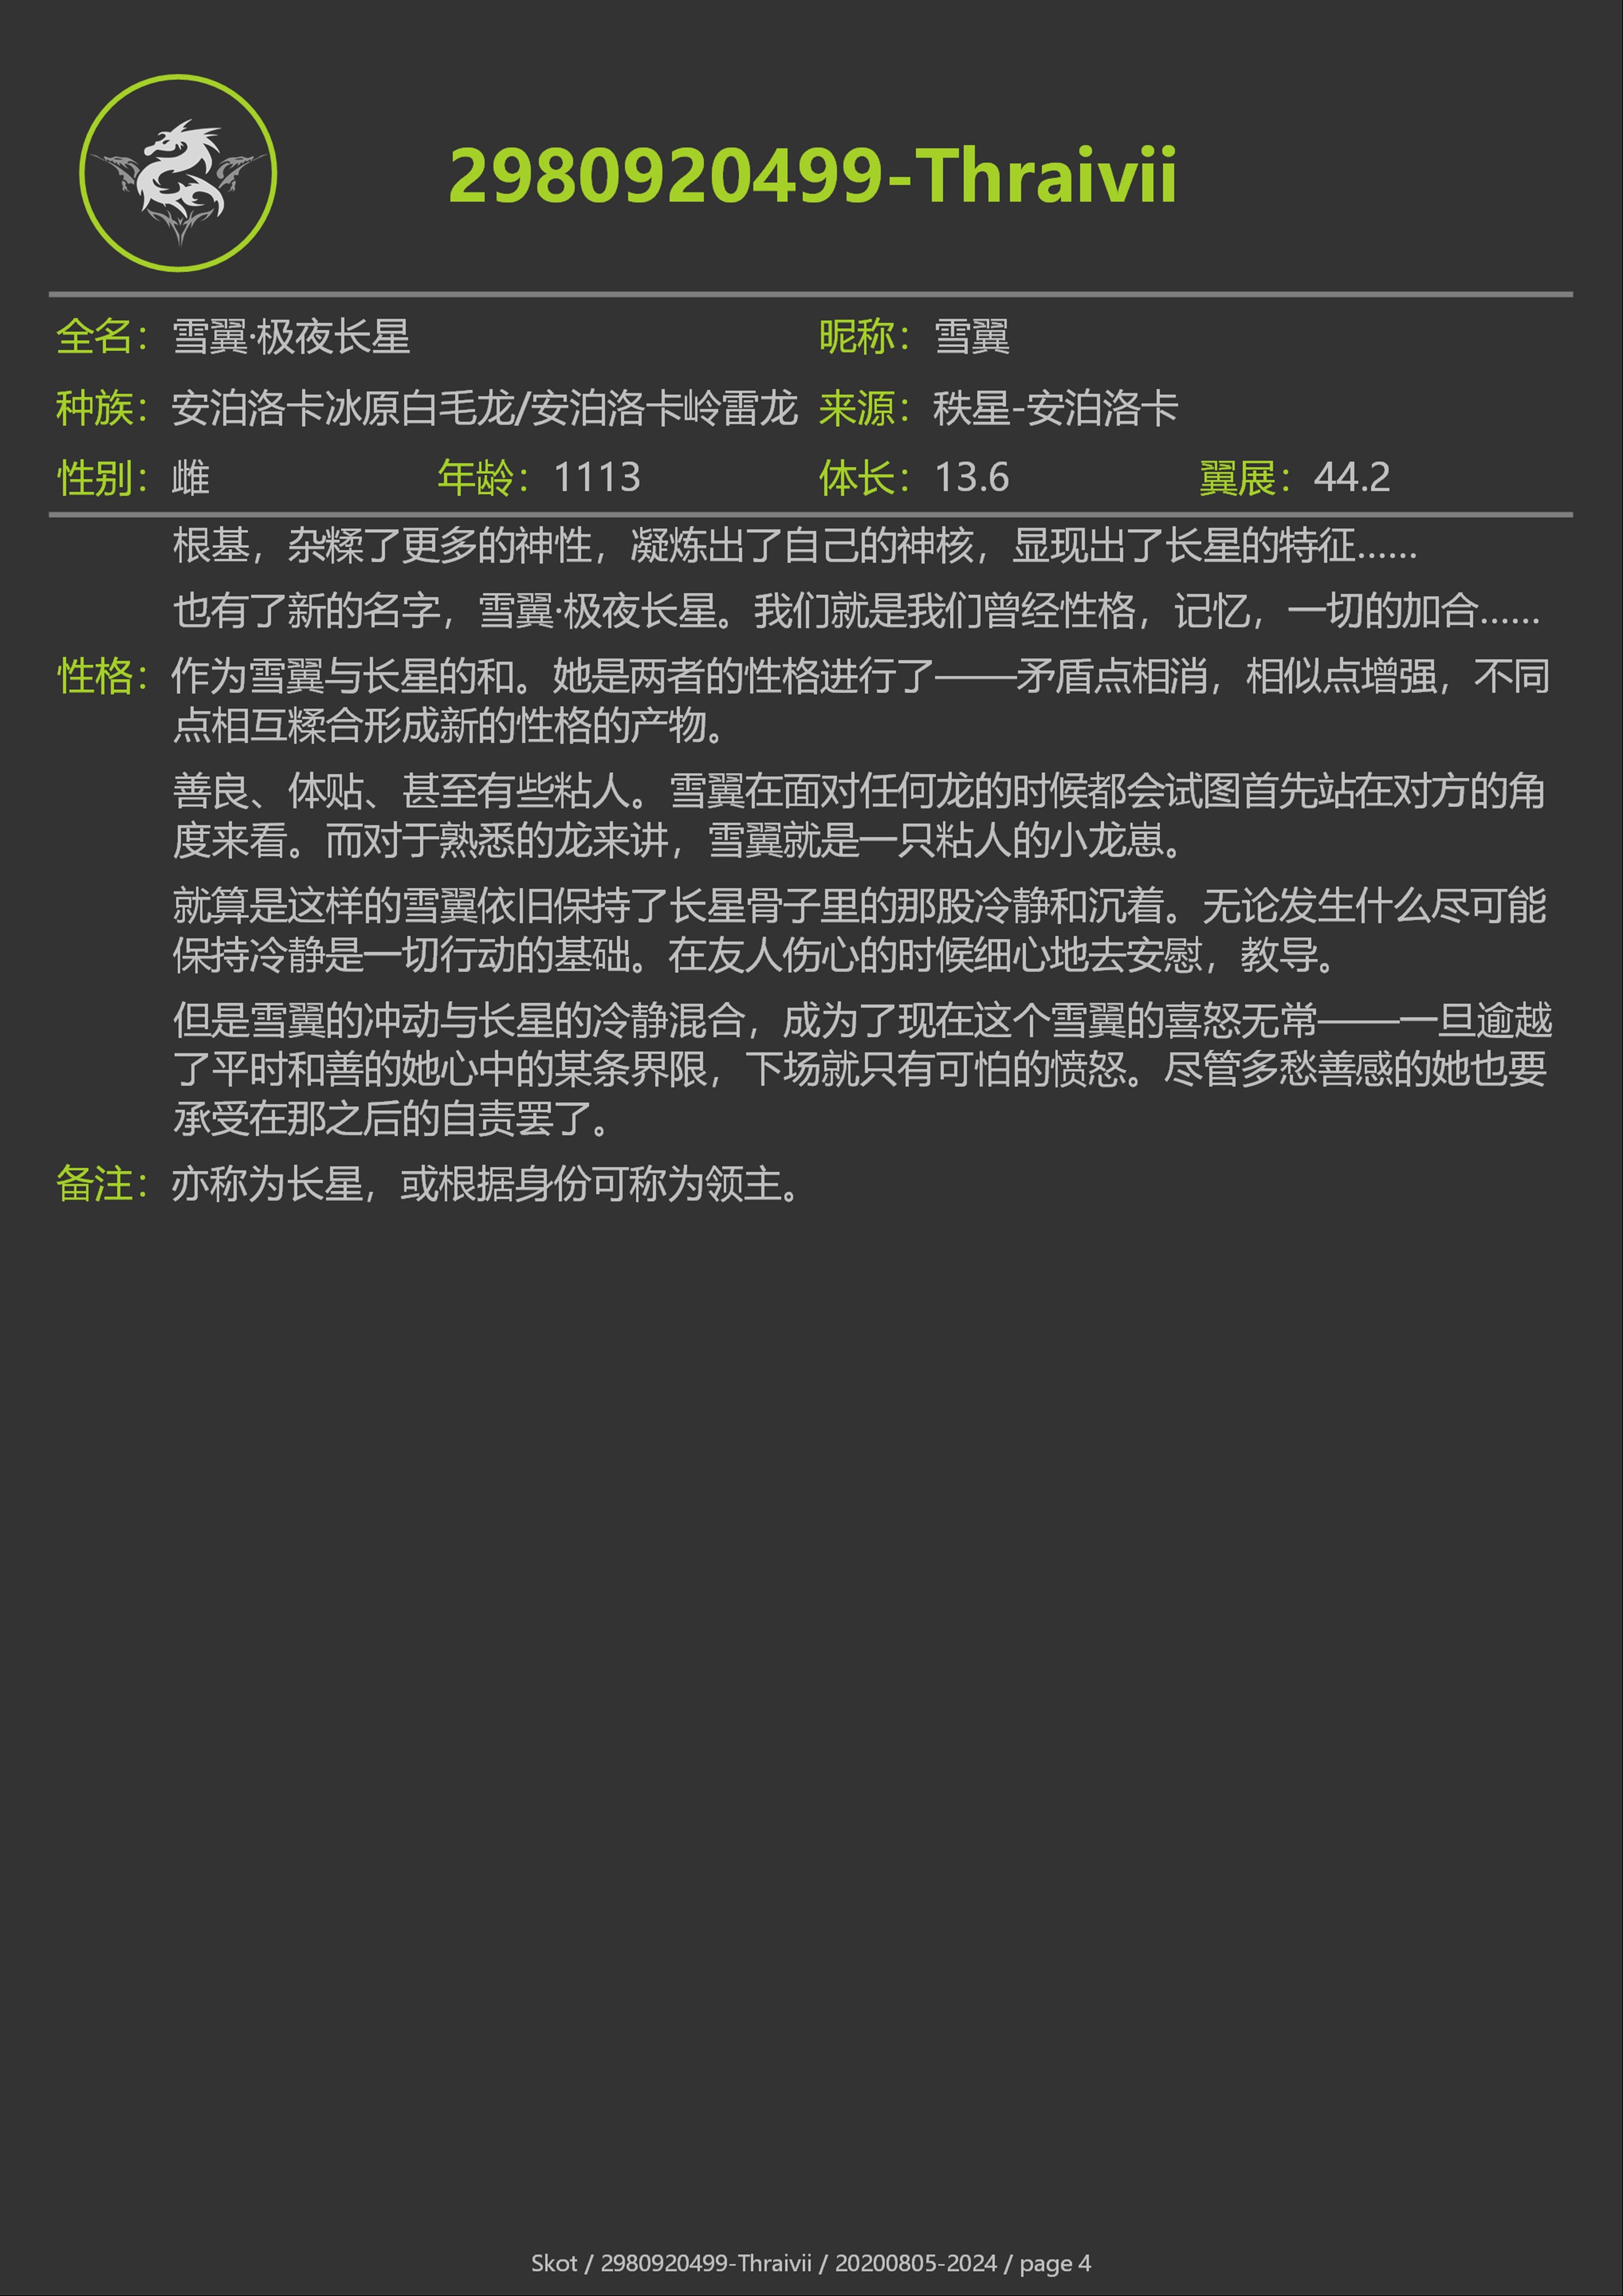 2980920499-Thraivii
全名：雪翼·极夜长星 昵称：雪翼
种族：安泊洛卡冰原白毛龙/安泊洛卡岭雷龙 来源：秩星-安泊洛卡
性别：雌 年龄：1113 体长：13.6 翼展：44.2
根基，杂糅了更多的神性，凝炼出了自己的神核，显现出了长星的特征……
也有了新的名字，雪翼·极夜长星。我们就是我们曾经性格，记忆，一切的加合……
性格：作为雪翼与长星的和。她是两者的性格进行了——矛盾点相消，相似点增强，不同
点相互糅合形成新的性格的产物。
善良、体贴、甚至有些粘人。雪翼在面对任何龙的时候都会试图首先站在对方的角
度来看。而对于熟悉的龙来讲，雪翼就是一只粘人的小龙崽。
就算是这样的雪翼依旧保持了长星骨子里的那股冷静和沉着。无论发生什么尽可能
保持冷静是一切行动的基础。在友人伤心的时候细心地去安慰，教导。
但是雪翼的冲动与长星的冷静混合，成为了现在这个雪翼的喜怒无常——一旦逾越
了平时和善的她心中的某条界限，下场就只有可怕的愤怒。尽管多愁善感的她也要
承受在那之后的自责罢了。
备注：亦称为长星，或根据身份可称为领主。
Skot / 2980920499-Thraivii / 20200805-2024 / page 4